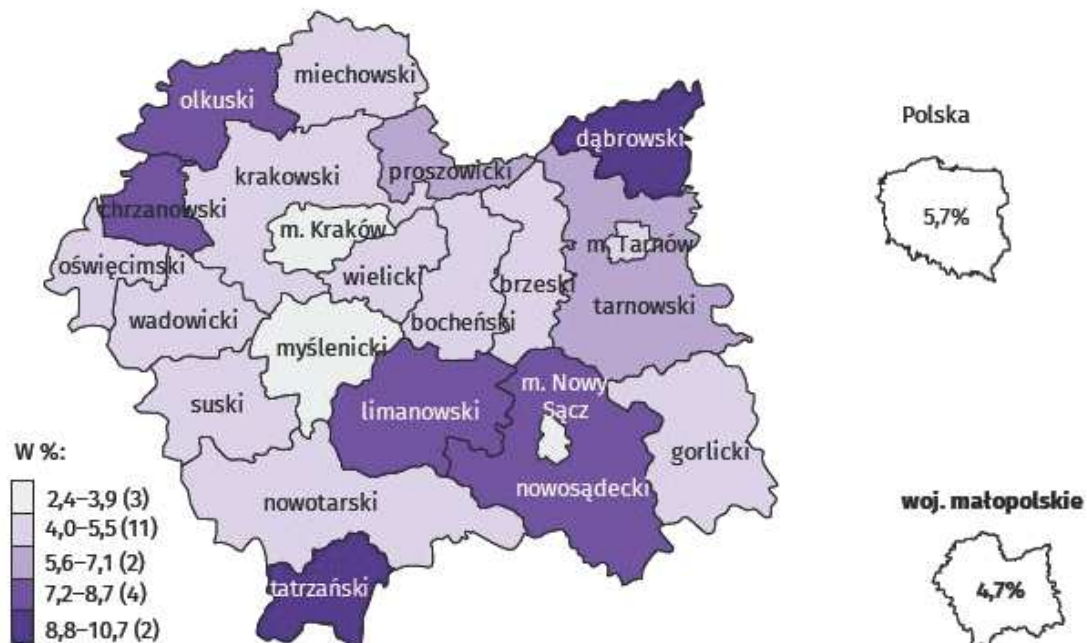 miechowski
olkuski
dąbrowski
Polska
krakowski
proszowicki
chrzanowski
5,7%
m. Kraków
m. Tarnów
oświęcimski
wielicki
brzeski
tarnowski
wadowicki
bocheński
myślenicki
m. Nowy
Sącz
suski
limanowski
gorlicki
W %:
nowosądecki
2,4–3,9 (3)
nowotarski
woj. małopolskie
4,0–5,5 (11)
5,6–7,1 (2)
7,2–8,7 (4)
tatrzański
4,7%
8,8–10,7 (2)